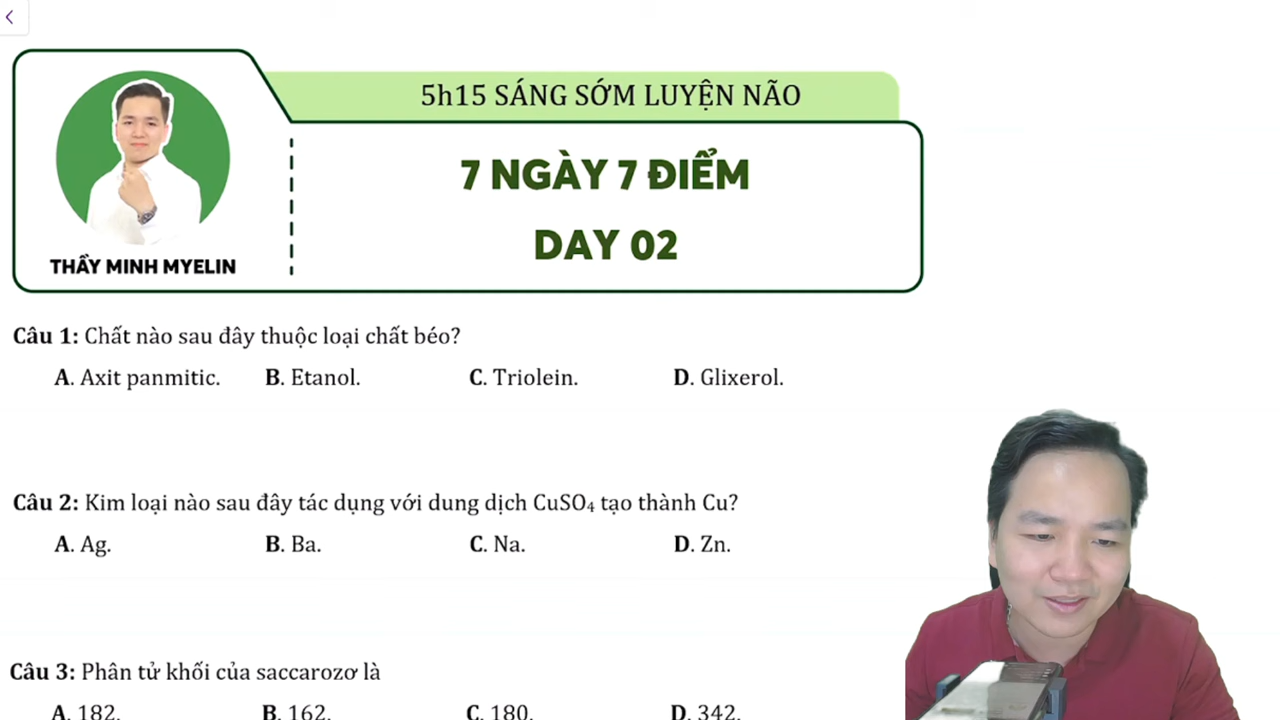 5h15 SÁNG SỚM LUYỆN NÃO
7 NGÀY 7 ĐIỂM
DAY 02
THẦY MINH MYELIN
Câu 1: Chất nào sau đây thuộc loại chất béo?
A. Axit panmitic. B. Etanol. C. Triolein. D. Glixerol.
Câu 2: Kim loại nào sau đây tác dụng với dung dịch CuSO₄ tạo thành Cu?
A. Ag. B. Ba. C. Na. D. Zn.
Câu 3: Phân tử khối của saccarozơ là
A. 182. B. 162. C. 180. D. 342.